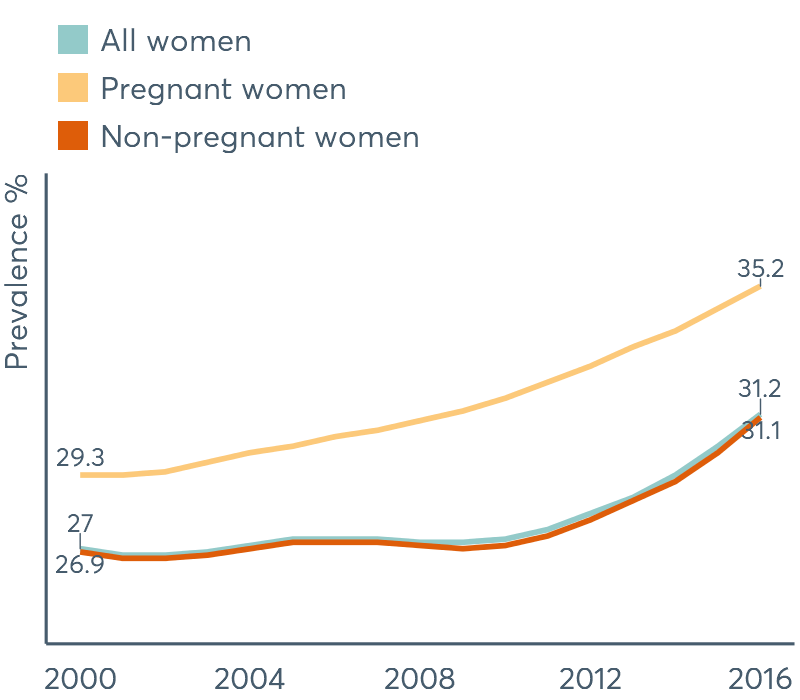 All women
Pregnant women
Non-pregnant women
Prevalence %
35.2
31.2
31.1
29.3
27
26.9
2000 2004 2008 2012 2016